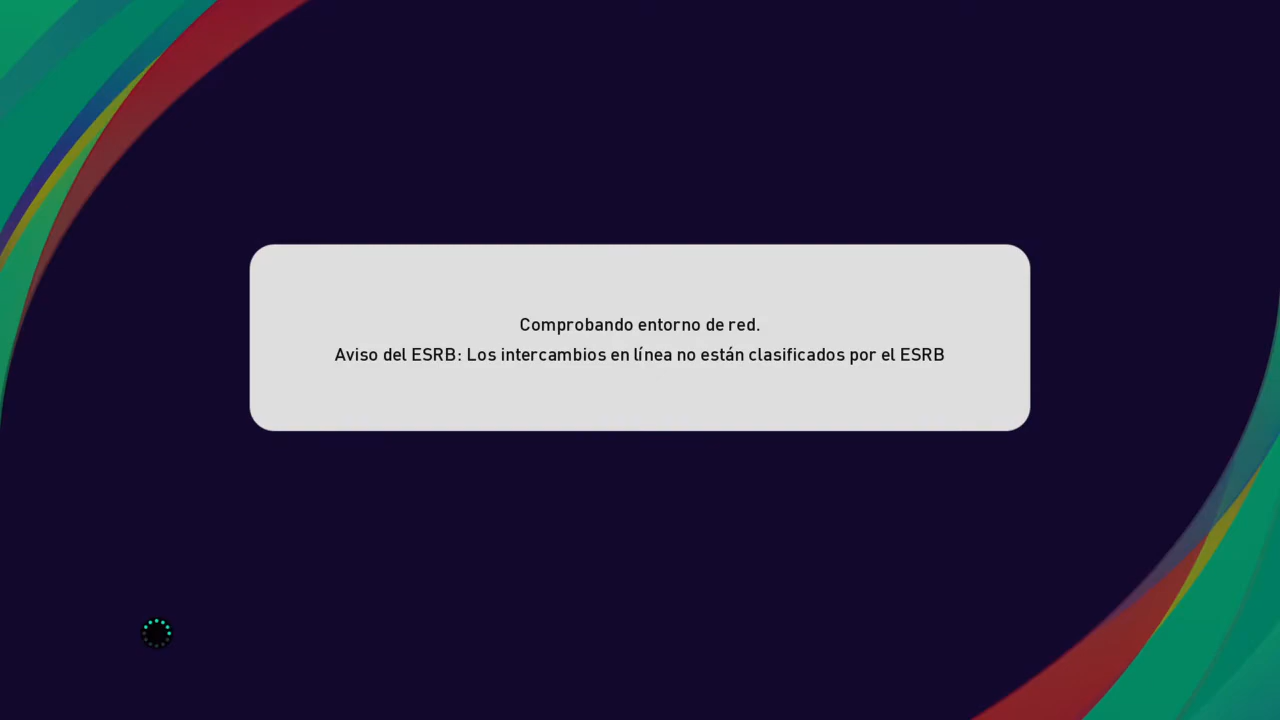 Comprobando entorno de red.
Aviso del ESRB: Los intercambios en línea no están clasificados por el ESRB